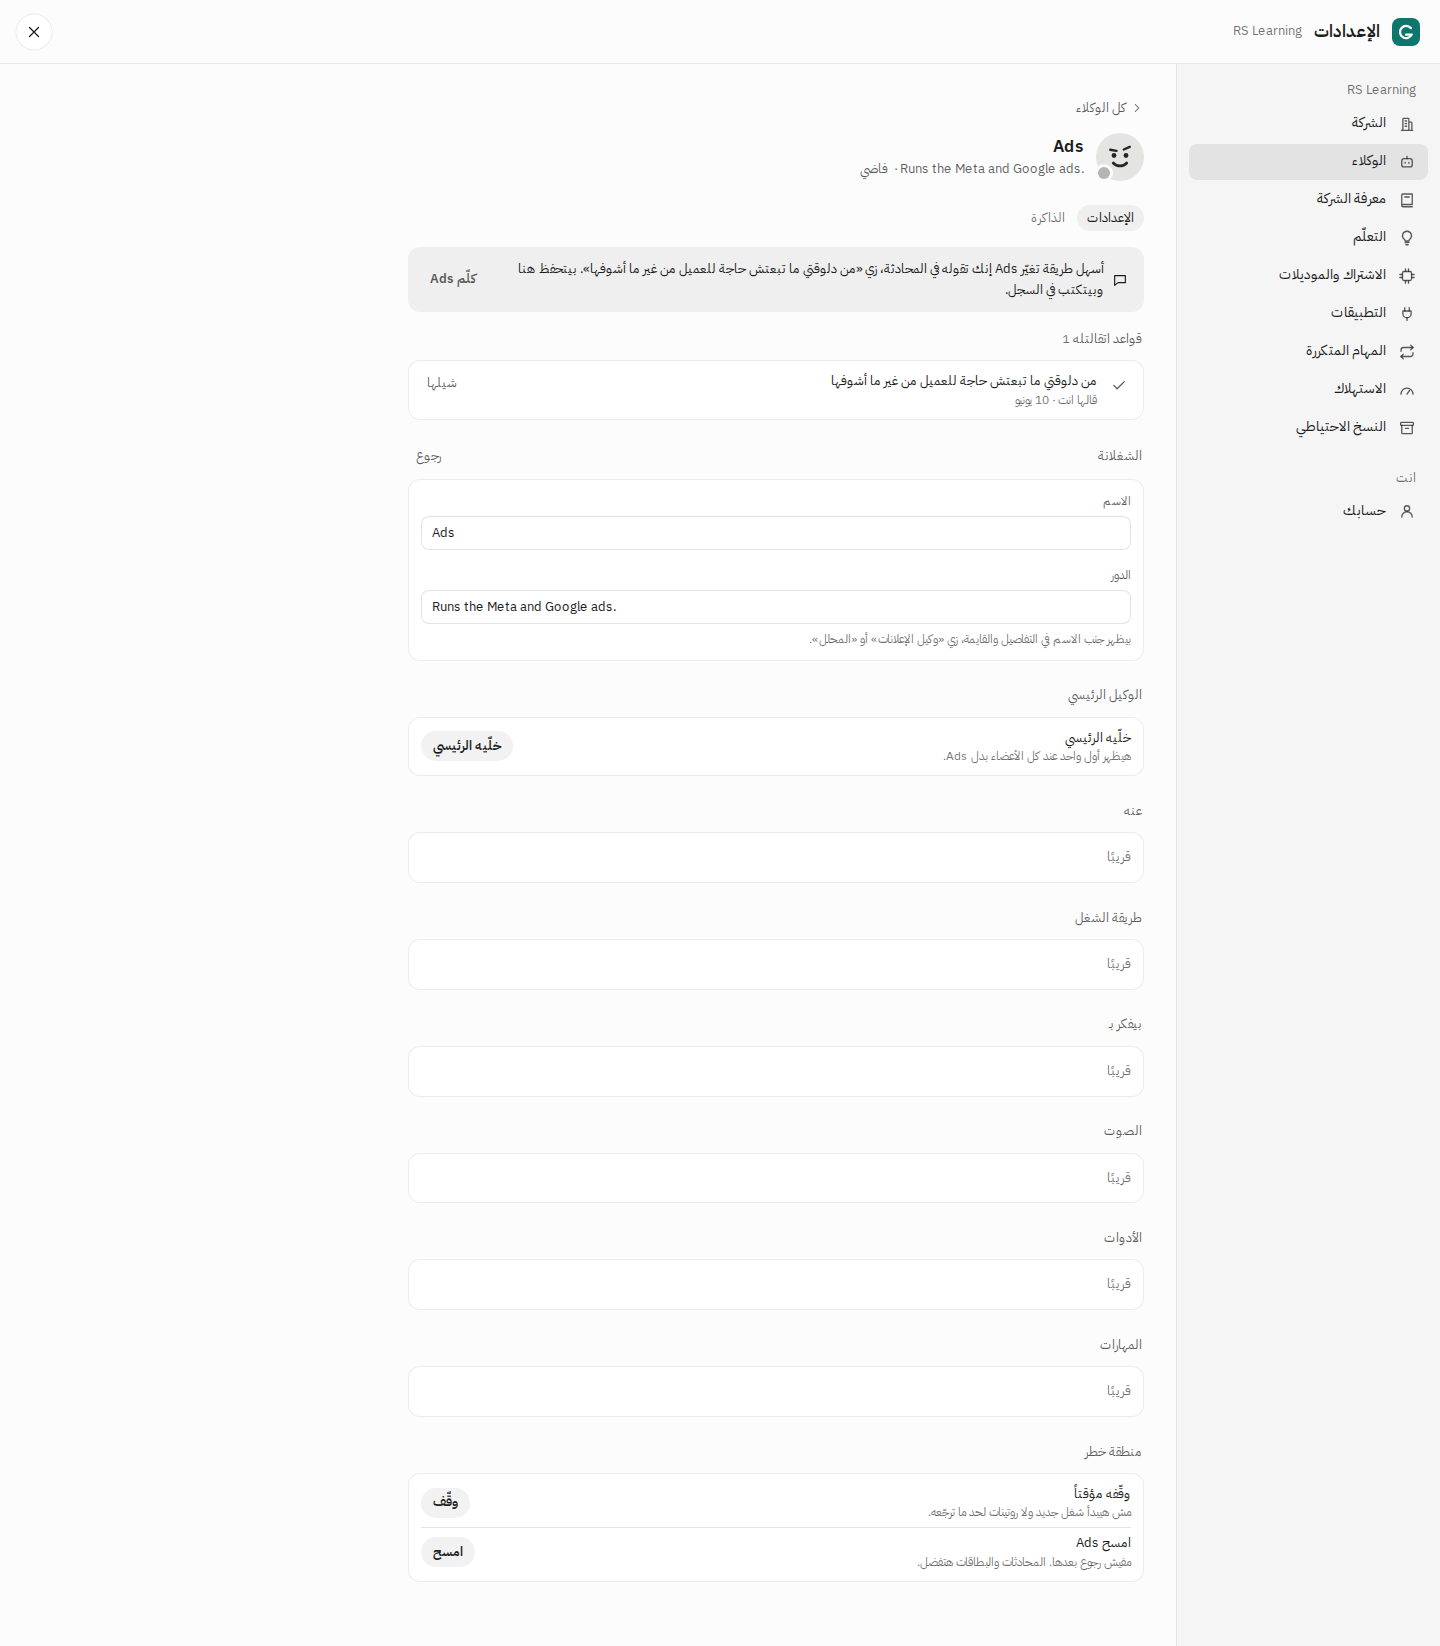 الإعدادات RS Learning
RS Learning
الشركة
الوكلاء
معرفة الشركة
التعلّم
الاشتراك والموديلات
التطبيقات
المهام المتكررة
الاستهلاك
النسخ الاحتياطي
انت
حسابك
كل الوكلاء
Ads
Runs the Meta and Google ads. · فاضي
الإعدادات الذاكرة
أسهل طريقة تغيّر Ads إنك تقوله في المحادثة، زي «من دلوقتي ما تبعتش حاجة للعميل من غير ما أشوفها». بيتحفظ هنا
وبيتكتب في السجل.
كلّم Ads
قواعد اتقالتله 1
من دلوقتي ما تبعتش حاجة للعميل من غير ما أشوفها
قالها انت · 10 يونيو
شيلها
الشغلانة
رجوع
الاسم
Ads
الدور
Runs the Meta and Google ads.
بيظهر جنب الاسم في التفاصيل والقايمة، زي «وكيل الإعلانات» أو «المحلل».
الوكيل الرئيسي
خلّيه الرئيسي
هيظهر أول واحد عند كل الأعضاء بدل Ads.
خلّيه الرئيسي
عنه
قريبًا
طريقة الشغل
قريبًا
بيفكر بـ
قريبًا
الصوت
قريبًا
الأدوات
قريبًا
المهارات
قريبًا
منطقة خطر
وقّفه مؤقتاً
مش هيبدأ شغل جديد ولا روتينات لحد ما ترجّعه.
وقّف
امسح Ads
مفيش رجوع بعدها. المحادثات والبطاقات هتفضل.
امسح